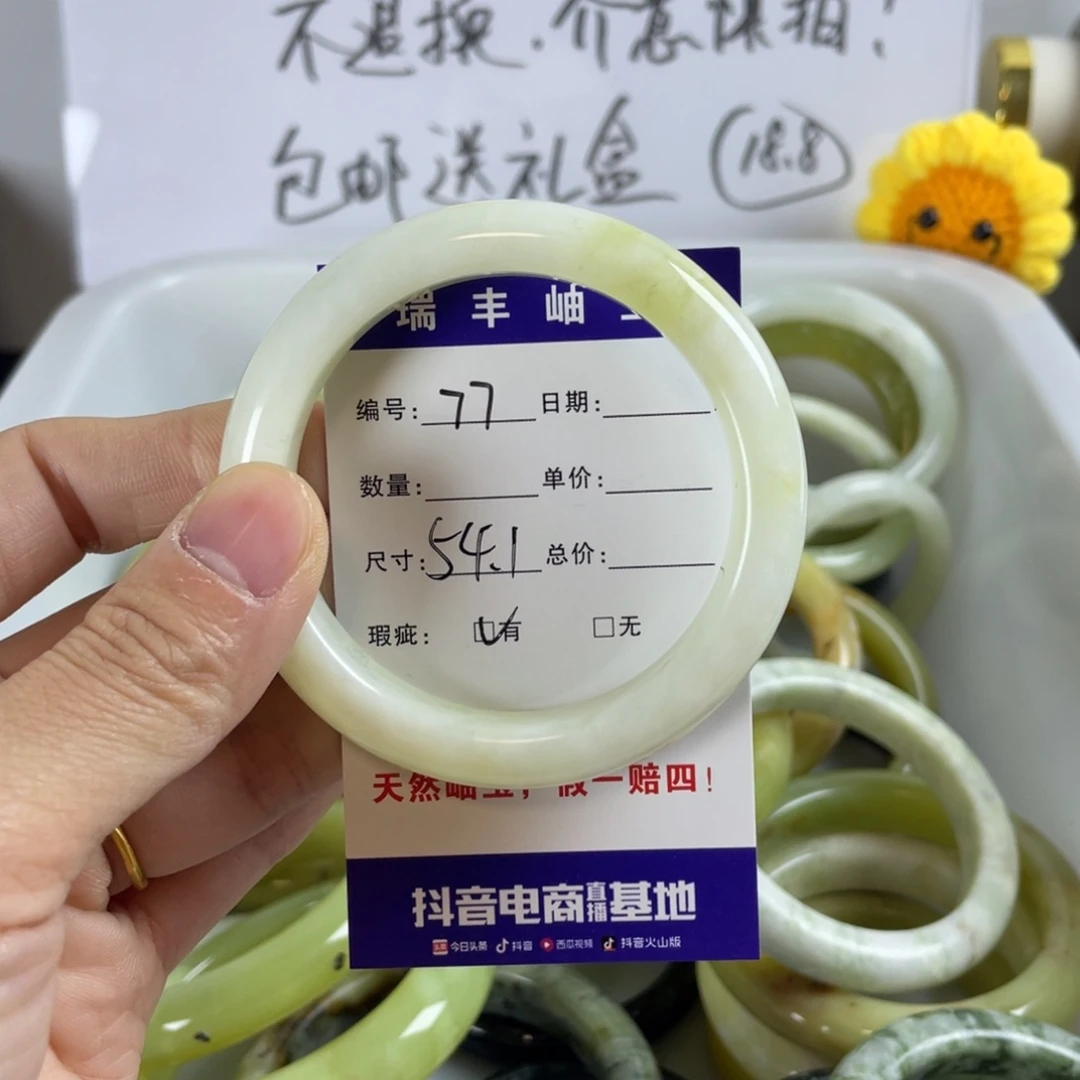 不退换，介意慎拍！
包邮送礼盒 18.8
瑞丰岫
编号：77 日期：
数量： 单价：
尺寸：54.1 总价：
瑕疵： ☑有 □无
天然岫玉，假一赔四！
抖音电商直播基地
头条 今日头条 抖音 西瓜视频 抖音火山版